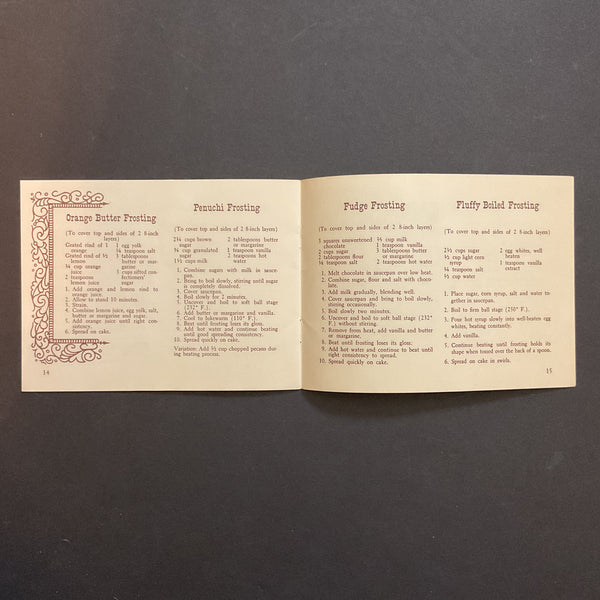 Orange Butter Frosting
(To cover top and sides of 2 8-inch
layers)
Grated rind of 1
orange
Grated rind of ½
lemon
¼ cup orange
juice
2 teaspoons
lemon juice
1 egg yolk
¼ teaspoon salt
3 tablespoons
butter or mar-
garine
3 cups sifted con-
fectioners'
sugar
1. Add orange and lemon rind to
orange juice.
2. Allow to stand 10 minutes.
3. Strain.
4. Combine lemon juice, egg yolk, salt,
butter or margarine and sugar.
5. Add orange juice until right con-
sistency.
6. Spread on cake.
14
Penuchi Frosting
(To cover top and sides of 2 8-inch layers)
2¼ cups brown
sugar
¾ cup granulated
sugar
1½ cups milk
2 tablespoons
butter or
margarine
1 teaspoon vanilla
2 teaspoons hot
water
1. Combine sugars with milk in sauce-
pan.
2. Bring to boil slowly, stirring until sugar
is completely dissolved.
3. Cover saucepan.
4. Boil slowly for 2 minutes.
5. Uncover and boil to soft ball stage
(232° F.)
6. Add butter or margarine and vanilla.
7. Cool to lukewarm (110° F.)
8. Beat until frosting loses its gloss.
9. Add hot water and continue beating
until good spreading consistency.
10. Spread quickly on cake.
Variation: Add ½ cup chopped pecans dur-
ing beating process.
Fudge Frosting
(To cover top and sides of 2 8-inch layers)
squares unsweetened
chocolate
2 cups sugar
2 tablespoons flour
teaspoon salt
cup milk
teaspoon vanilla
tablespoons butter
or margarine
2 teaspoons hot water
1. Melt chocolate in saucepan over low heat.
2. Combine sugar, flour and salt with choco-
late.
3. Add milk gradually, blending well.
4. Cover saucepan and bring to boil slowly,
stirring occasionally.
5. Boil slowly two minutes.
6. Uncover and boil to soft ball stage (232°
F.) without stirring.
7. Remove from heat, add vanilla and butter
or margarine.
8. Beat until frosting loses its gloss.
9. Add hot water and continue to beat until
right consistency to spread.
10. Spread quickly on cake.
Fluffy Boiled Frosting
(To cover top and sides of 2 8-inch layers)
2½ cups sugar
½ cup light corn
syrup
¼ teaspoon salt
½ cup water
2 egg whites, well
beaten
1 teaspoon vanilla
extract
1. Place sugar, corn syrup, salt and water to-
gether in saucepan.
2. Boil to firm ball stage (250° F.).
3. Pour hot syrup slowly into well-beaten egg
whites, beating constantly.
4. Add vanilla.
5. Continue beating until frosting holds its
shape when tossed over the back of a spoon.
6. Spread on cake in swirls.
15